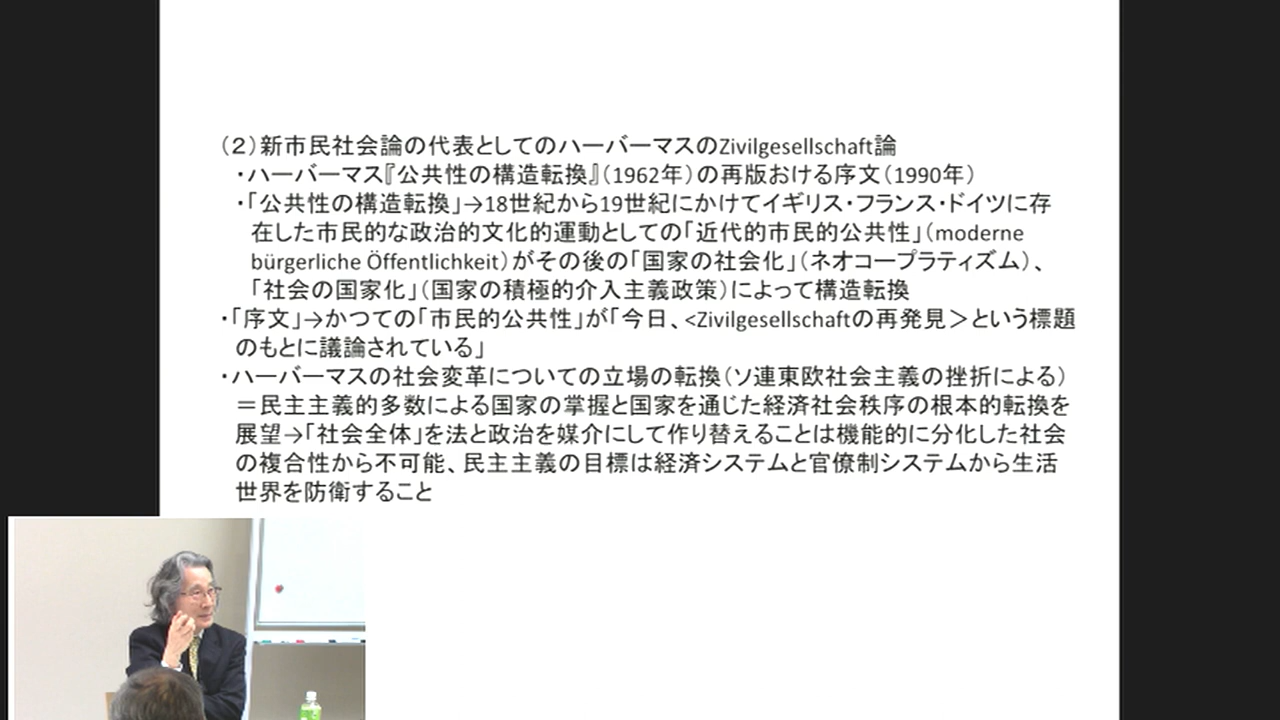 （２）新市民社会論の代表としてのハーバーマスのZivilgesellschaft論
・ハーバーマス『公共性の構造転換』（1962年）の再版おける序文（1990年）
・「公共性の構造転換」→18世紀から19世紀にかけてイギリス・フランス・ドイツに存
在した市民的な政治的文化的運動としての「近代的市民的公共性」（moderne
bürgerliche Öffentlichkeit）がその後の「国家の社会化」（ネオコープラティズム）、
「社会の国家化」（国家の積極的介入主義政策）によって構造転換
・「序文」→かつての「市民的公共性」が「今日、<Zivilgesellschaftの再発見＞という標題
のもとに議論されている」
・ハーバーマスの社会変革についての立場の転換（ソ連東欧社会主義の挫折による）
＝民主主義的多数による国家の掌握と国家を通じた経済社会秩序の根本的転換を
展望→「社会全体」を法と政治を媒介にして作り替えることは機能的に分化した社会
の複合性から不可能、民主主義の目標は経済システムと官僚制システムから生活
世界を防衛すること